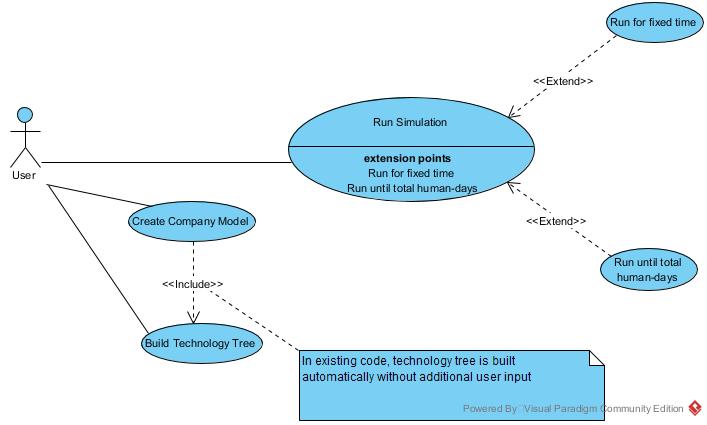 Run for fixed time
<<Extend>>
Run Simulation
extension points
Run for fixed time
Run until total human-days
User
Create Company Model
<<Extend>>
Run until total
human-days
<<Include>>
Build Technology Tree
In existing code, technology tree is built
automatically without additional user input
Powered By Visual Paradigm Community Edition